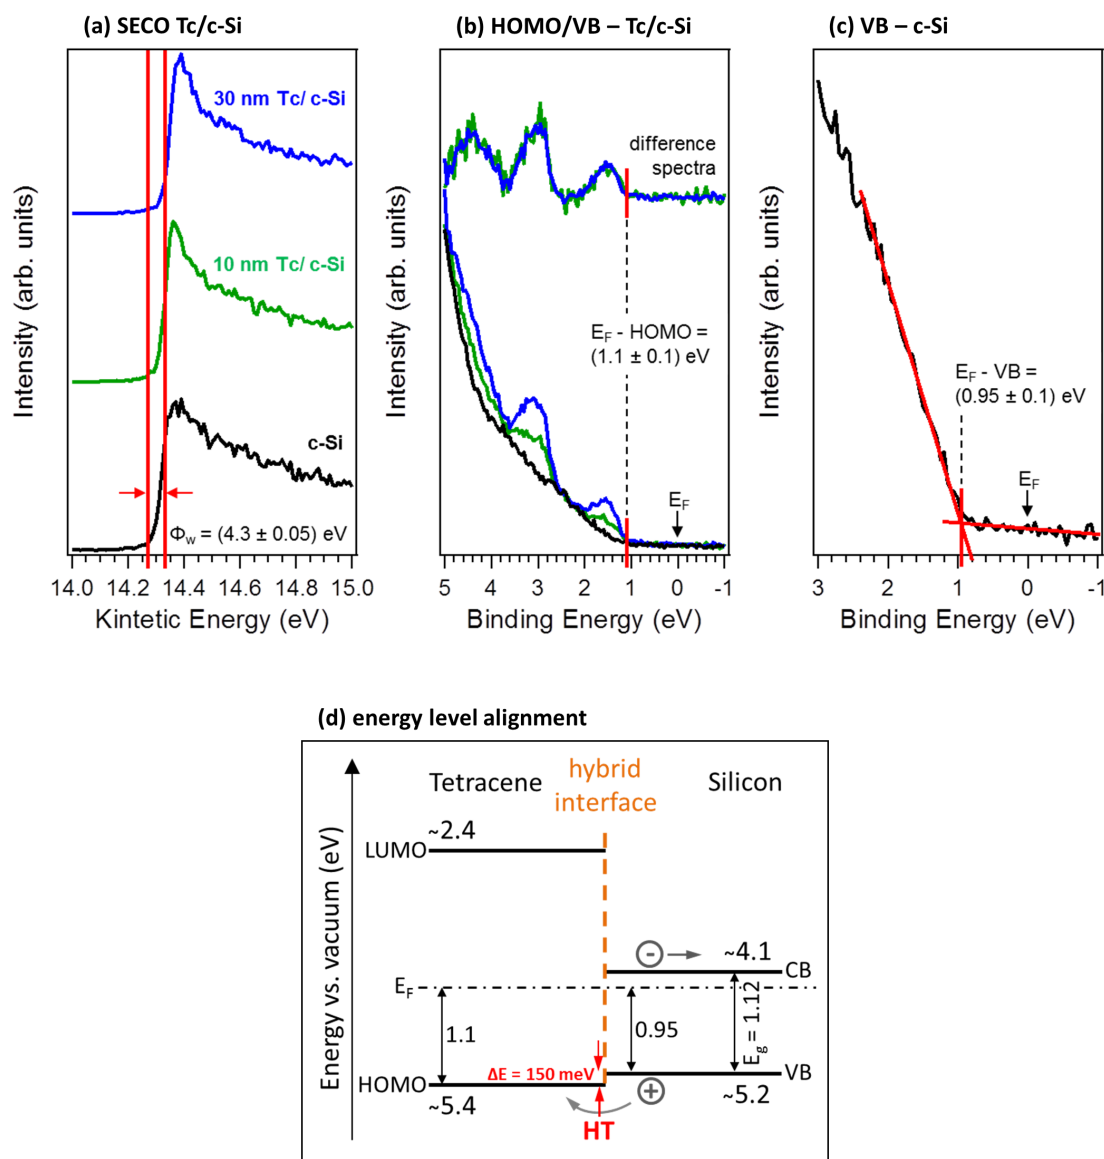 (a) SECO Tc/c-Si
Intensity (arb. units)
30 nm Tc/ c-Si
10 nm Tc/ c-Si
c-Si
Φw = (4.3 ± 0.05) eV
14.0 14.2 14.4 14.6 14.8 15.0
Kintetic Energy (eV)
(b) HOMO/VB – Tc/c-Si
Intensity (arb. units)
difference
spectra
EF - HOMO =
(1.1 ± 0.1) eV
EF
5 4 3 2 1 0 -1
Binding Energy (eV)
(c) VB – c-Si
Intensity (arb. units)
EF - VB =
(0.95 ± 0.1) eV
EF
3 2 1 0 -1
Binding Energy (eV)
(d) energy level alignment
Energy vs. vacuum (eV)
Tetracene
hybrid
interface
Silicon
~2.4
LUMO
-
~4.1
CB
EF
1.1
0.95
Eg = 1.12
ΔE = 150 meV
HOMO
VB
~5.4
+
~5.2
HT